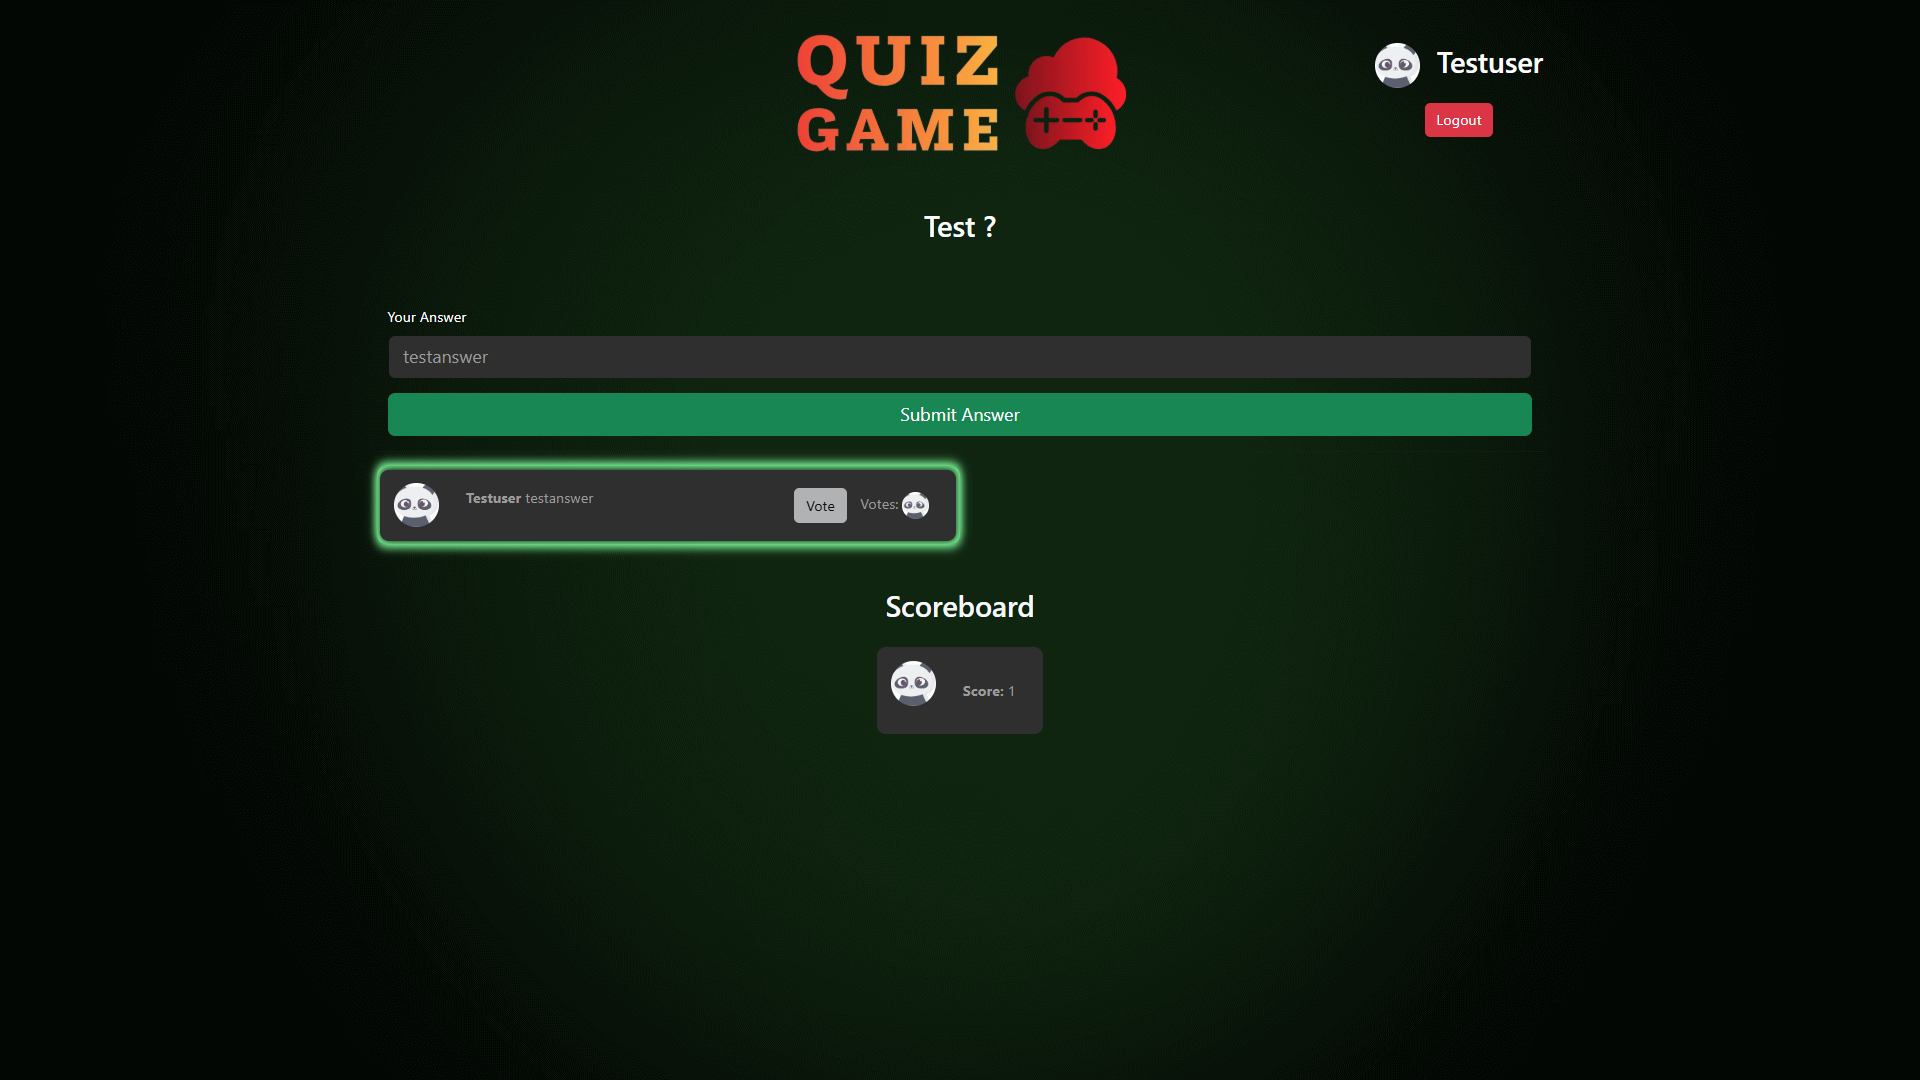 QUIZ
GAME
Testuser
Logout
Test ?
Your Answer
testanswer
Submit Answer
Testuser testanswer
Vote
Votes:
Scoreboard
Score: 1